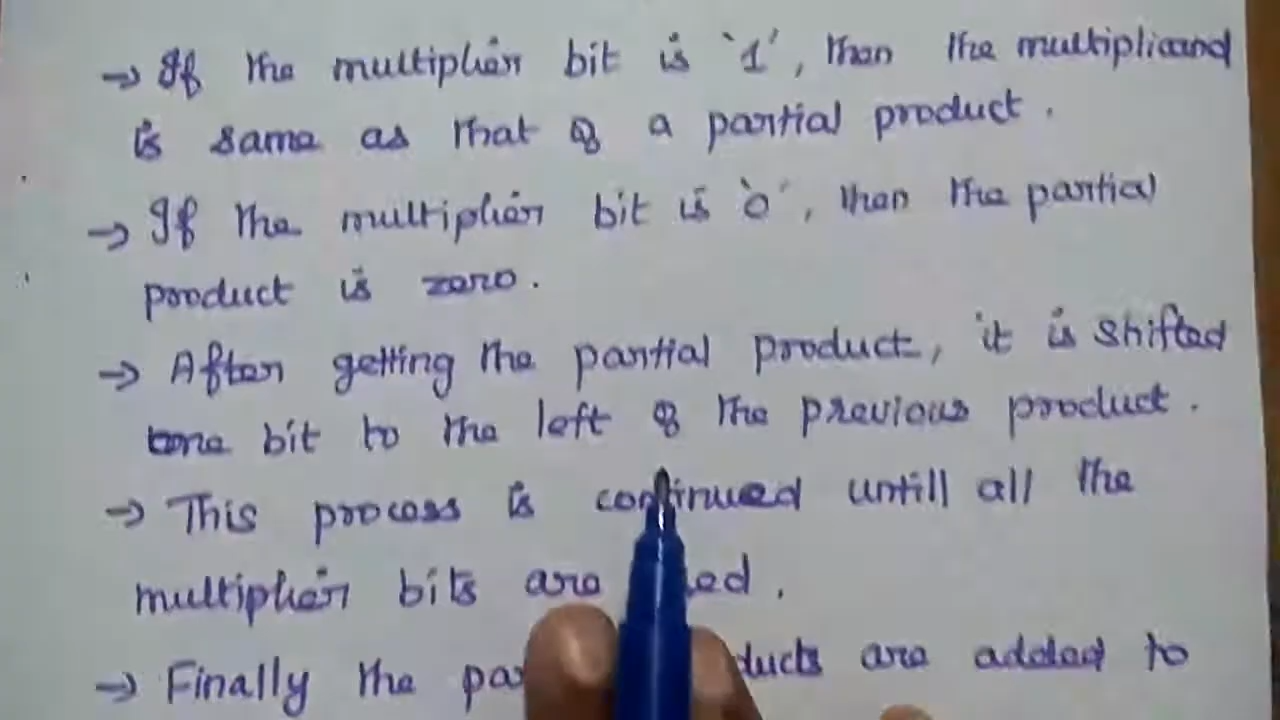 → If the multiplier bit is '1', then the multiplicand
is same as that of a partial product.
→ If the multiplier bit is '0', then the partial
product is zero.
→ After getting the partial product, it is shifted
one bit to the left of the previous product.
→ This process is continued untill all the
multiplier bits are
→ Finally the are added to